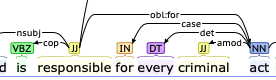 obl:for
case
nsubj det
cop amod
VBZ JJ IN DT JJ NN
d is responsible for every criminal act